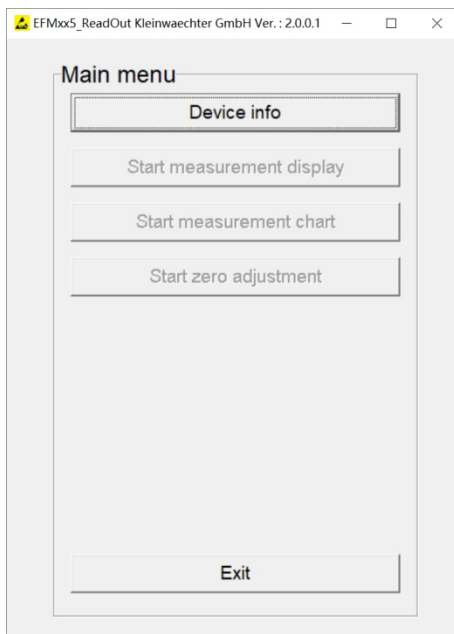 EFMxx5_ReadOut Kleinwaechter GmbH Ver. : 2.0.0.1
Main menu
Device info
Start measurement display
Start measurement chart
Start zero adjustment
Exit